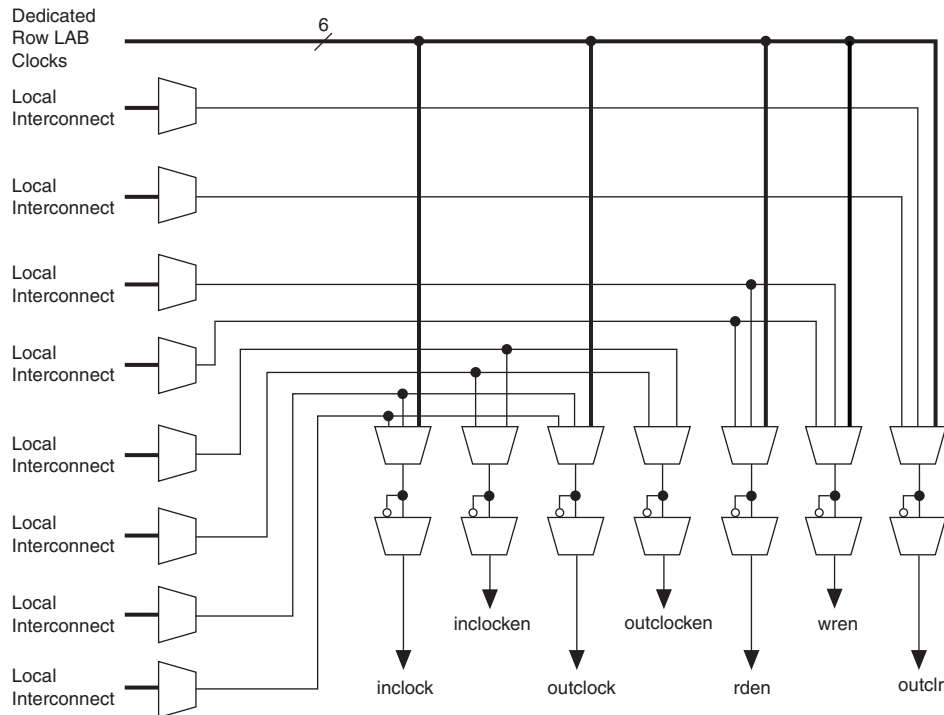 Dedicated
Row LAB
Clocks
6
Local
Interconnect
Local
Interconnect
Local
Interconnect
Local
Interconnect
Local
Interconnect
Local
Interconnect
Local
Interconnect
Local
Interconnect
inclocken
outclocken
wren
inclock
outclock
rden
outclr